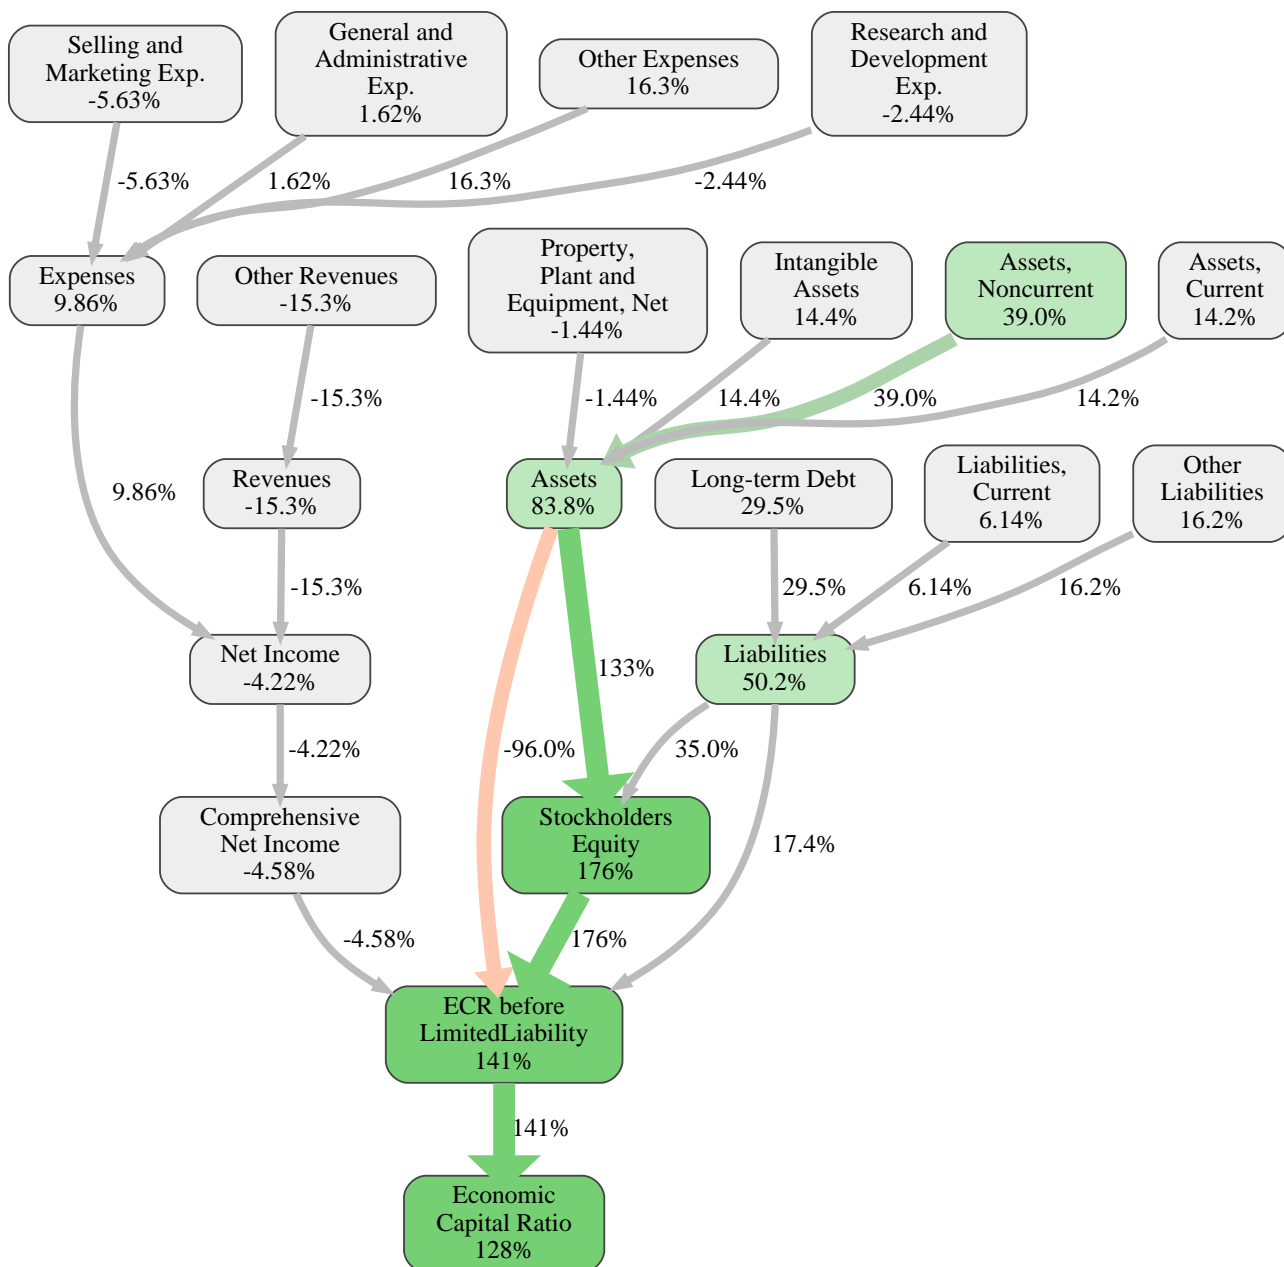 Selling and
Marketing Exp.
-5.63%
General and
Administrative
Exp.
1.62%
Other Expenses
16.3%
Research and
Development
Exp.
-2.44%
-5.63%
1.62%
16.3%
-2.44%
Expenses
9.86%
Other Revenues
-15.3%
Property,
Plant and
Equipment, Net
-1.44%
Intangible
Assets
14.4%
Assets,
Noncurrent
39.0%
Assets,
Current
14.2%
-15.3%
-1.44%
14.4%
39.0%
14.2%
9.86%
Revenues
-15.3%
Assets
83.8%
Long-term Debt
29.5%
Liabilities,
Current
6.14%
Other
Liabilities
16.2%
-15.3%
29.5%
6.14%
16.2%
Net Income
-4.22%
133%
Liabilities
50.2%
-4.22%
-96.0%
35.0%
Comprehensive
Net Income
-4.58%
Stockholders
Equity
176%
17.4%
-4.58%
176%
ECR before
LimitedLiability
141%
141%
Economic
Capital Ratio
128%